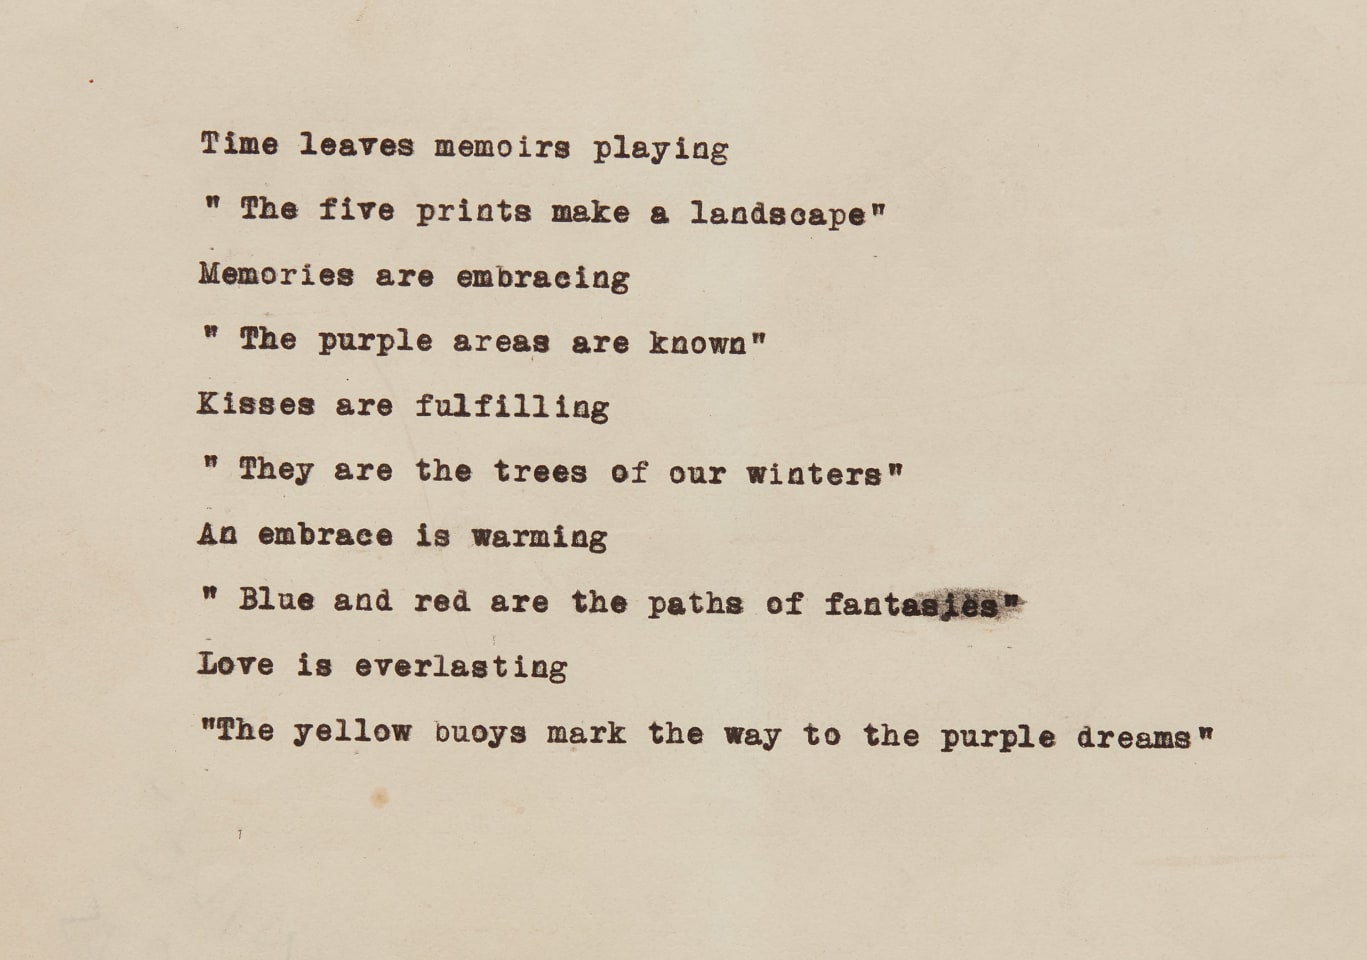 Time leaves memoirs playing
" The five prints make a landscape"
Memories are embracing
" The purple areas are known"
Kisses are fulfilling
" They are the trees of our winters"
An embrace is warming
" Blue and red are the paths of fantasies"
Love is everlasting
"The yellow buoys mark the way to the purple dreams"